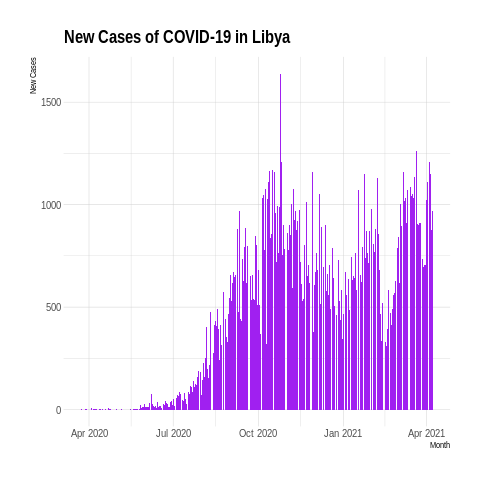 New Cases of COVID-19 in Libya
New Cases
1500
1000
500
0
Apr 2020
Jul 2020
Oct 2020
Jan 2021
Apr 2021
Month